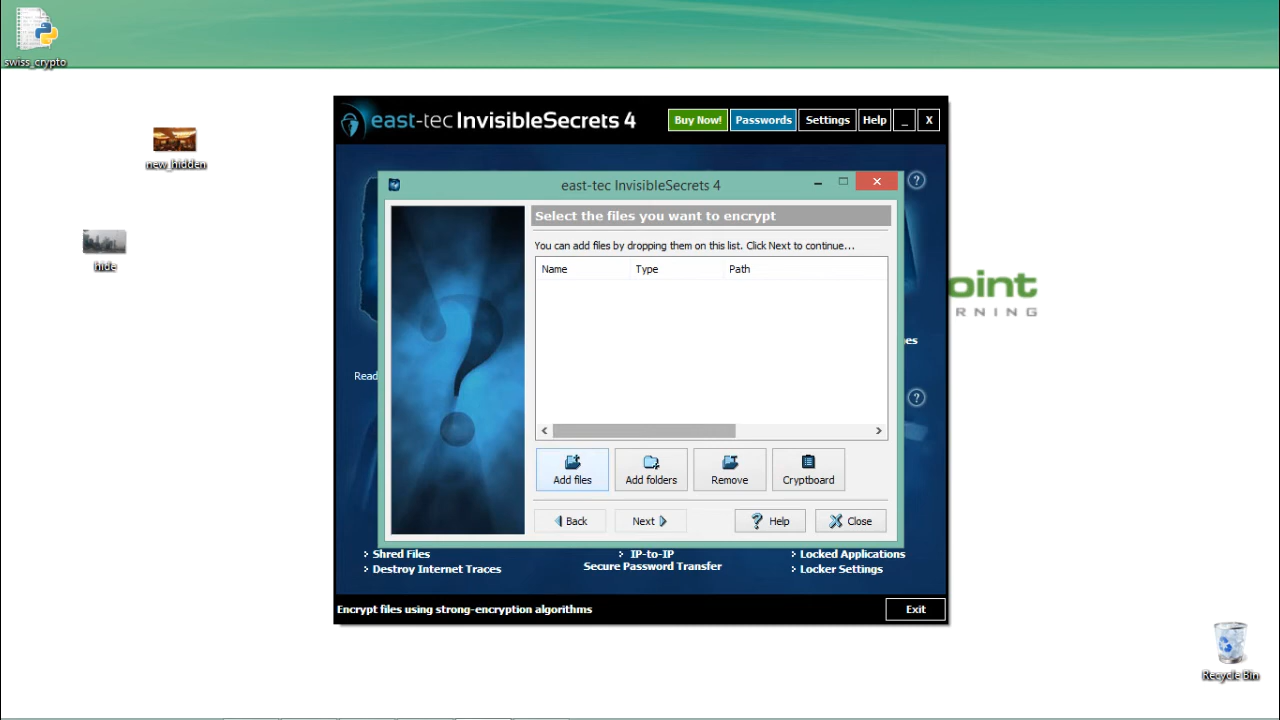 swiss_crypto
new_hidden
hide
east-tec InvisibleSecrets 4
Buy Now!
Passwords
Settings
Help
_
X
east-tec InvisibleSecrets 4
Select the files you want to encrypt
You can add files by dropping them on this list. Click Next to continue...
Name Type Path
Add files
Add folders
Remove
Cryptboard
Back
Next
Help
Close
oint
RNING
es
Read
Shred Files
Destroy Internet Traces
IP-to-IP
Secure Password Transfer
Locked Applications
Locker Settings
Encrypt files using strong-encryption algorithms
Exit
Recycle Bin